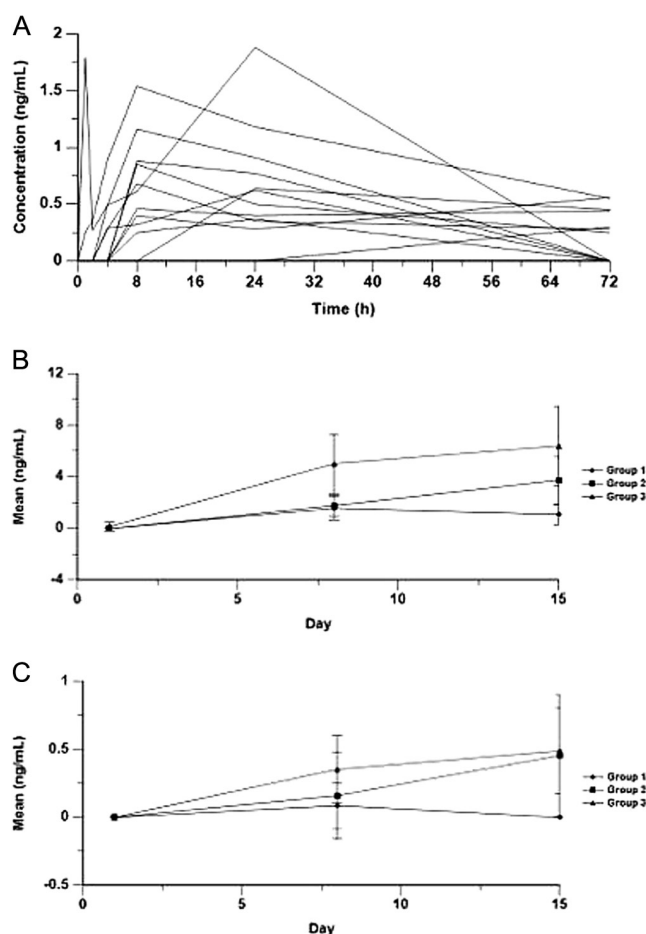 A
Concentration (ng/mL)
2
1.5
1
0.5
0
0 8 16 24 32 40 48 56 64 72
Time (h)
B
Mean (ng/mL)
12
8
4
0
-4
0 5 10 15
Day
Group 1
Group 2
Group 3
C
Mean (ng/mL)
1
0.5
0
-0.5
0 5 10 15
Day
Group 1
Group 2
Group 3